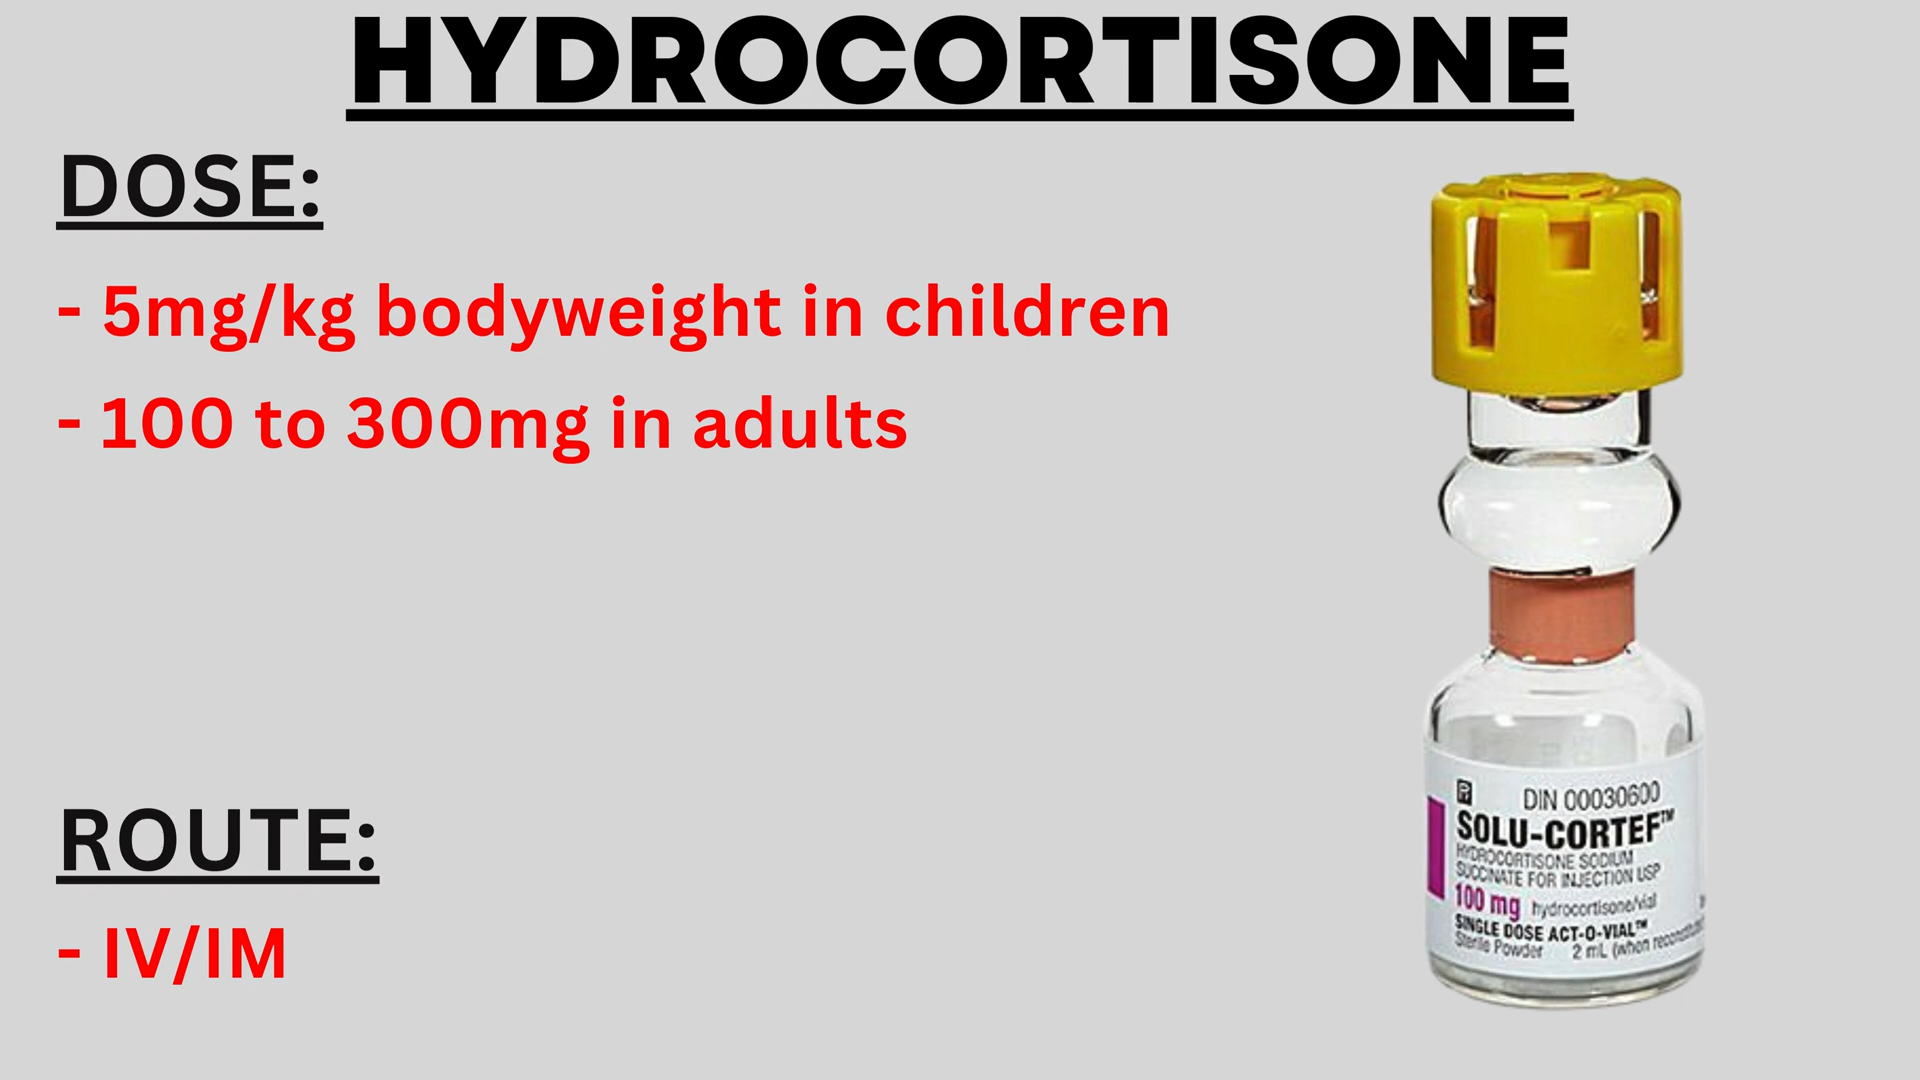 HYDROCORTISONE
DOSE:
- 5mg/kg bodyweight in children
- 100 to 300mg in adults
ROUTE:
- IV/IM
DIN 00030600
SOLU-CORTEF™
HYDROCORTISONE SODIUM
SUCCINATE FOR INJECTION USP
100 mg hydrocortisone/vial
SINGLE DOSE ACT-O-VIAL™
Sterile Powder 2 mL (when